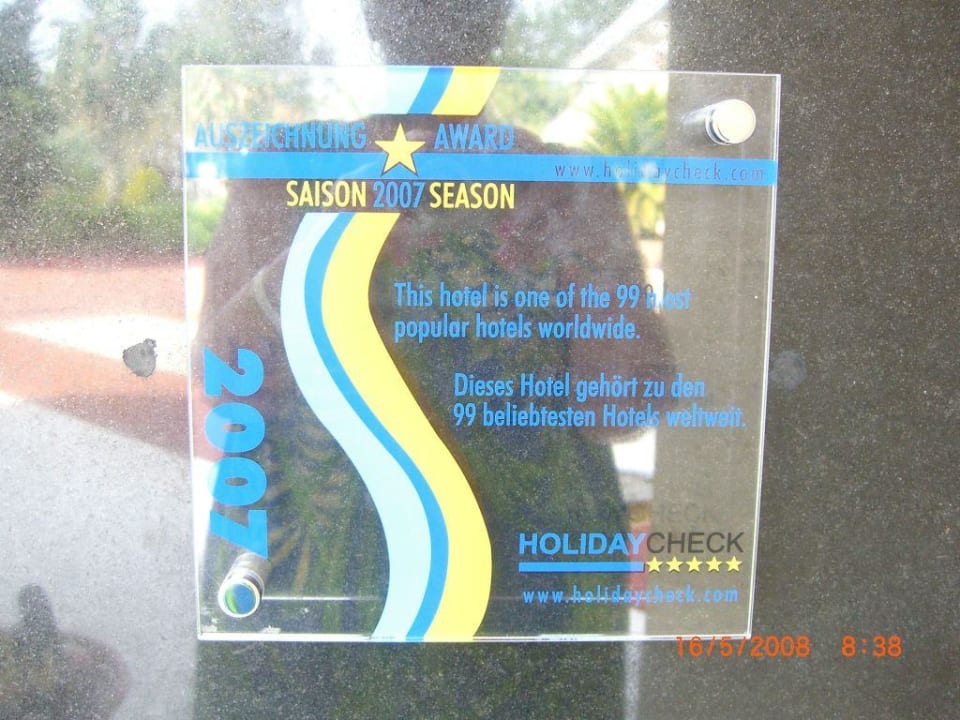 AUSZEICHNUNG AWARD
www.holidaycheck.com
SAISON 2007 SEASON
This hotel is one of the 99 most
popular hotels worldwide.
Dieses Hotel gehört zu den
99 beliebtesten Hotels weltweit.
2007
HOLIDAYCHECK
www.holidaycheck.com
16/5/2008 8:38